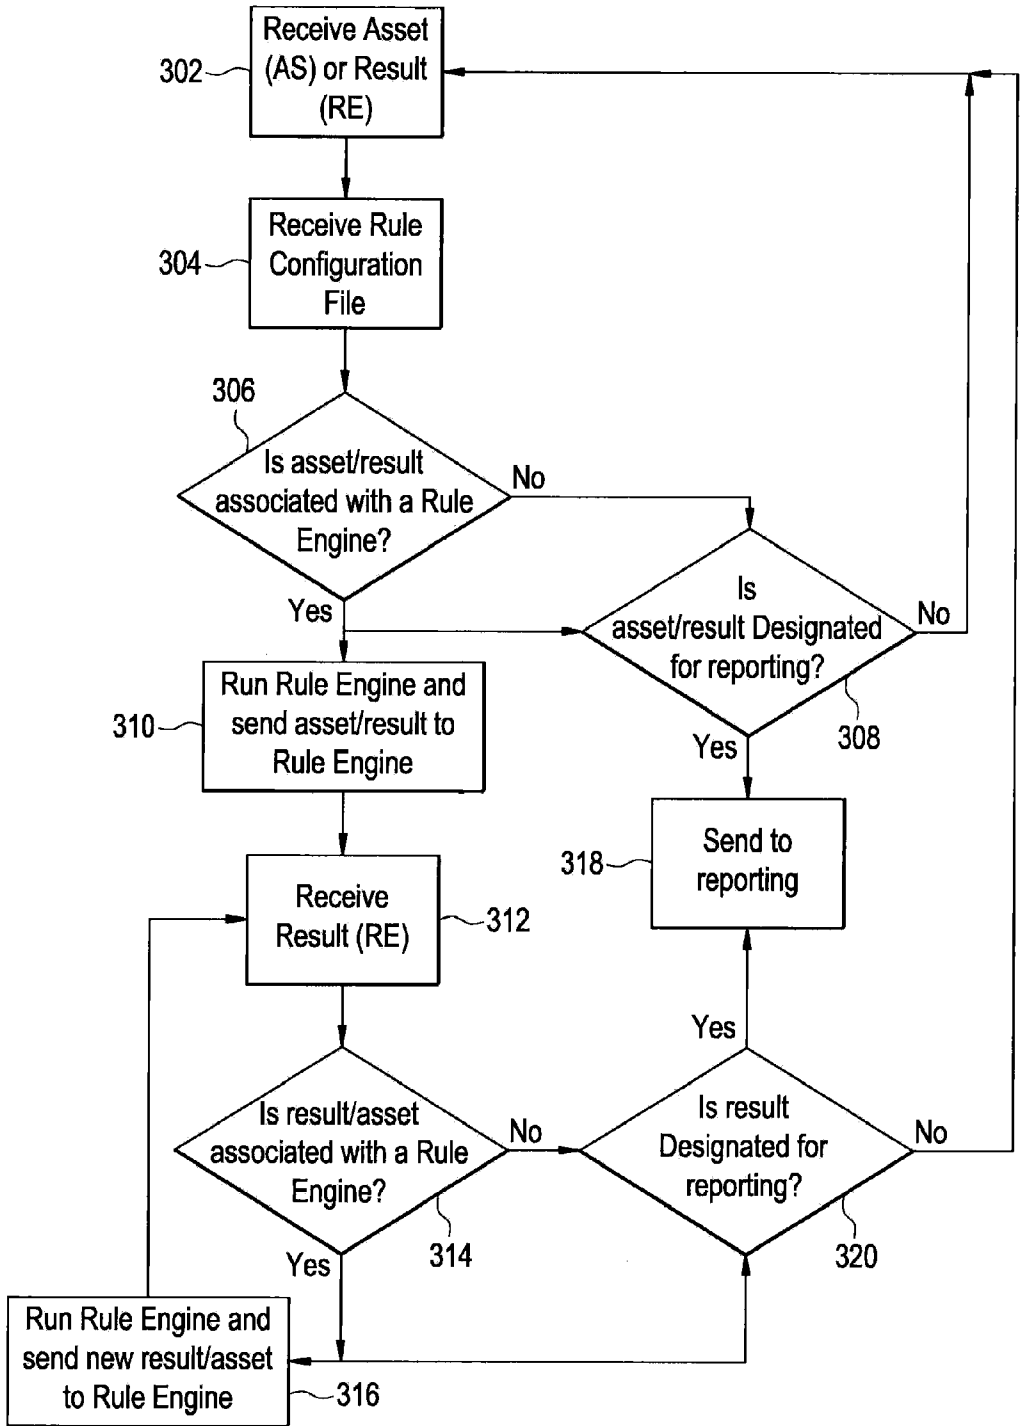 Receive Asset
(AS) or Result
(RE)
302
Receive Rule
Configuration
File
304
306
Is asset/result
associated with a Rule
Engine?
No
Yes
Is
asset/result Designated
for reporting?
No
308
Yes
Run Rule Engine and
send asset/result to
Rule Engine
310
Send to
reporting
318
Receive
Result (RE)
312
Is result/asset
associated with a Rule
Engine?
No
314
Yes
Yes
Is result
Designated for
reporting?
No
320
Run Rule Engine and
send new result/asset
to Rule Engine
316